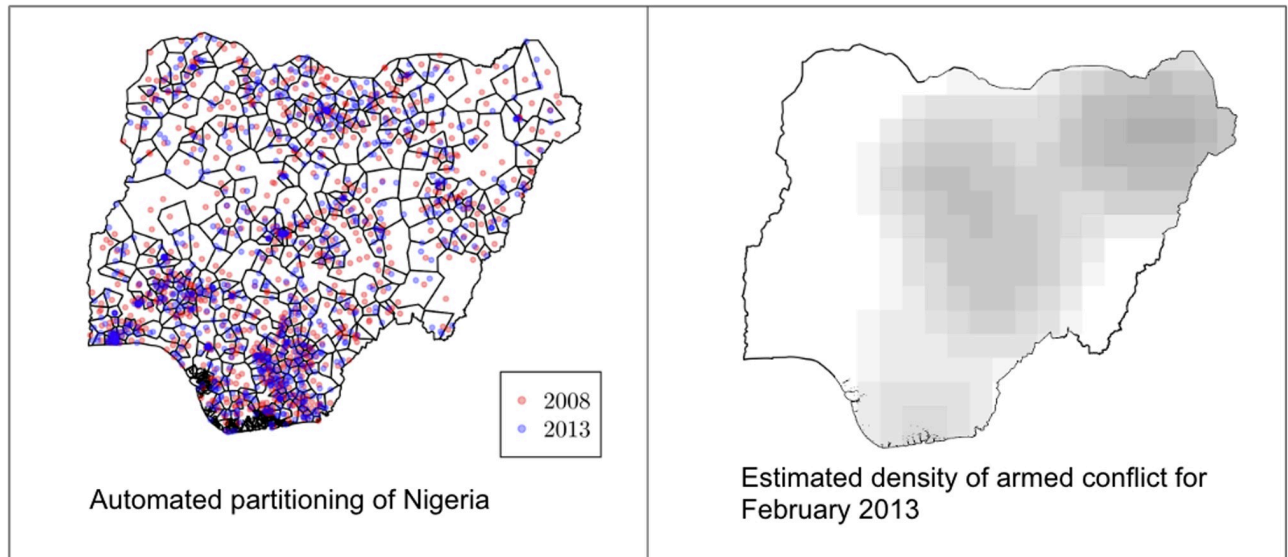 2008
2013
Automated partitioning of Nigeria
Estimated density of armed conflict for
February 2013